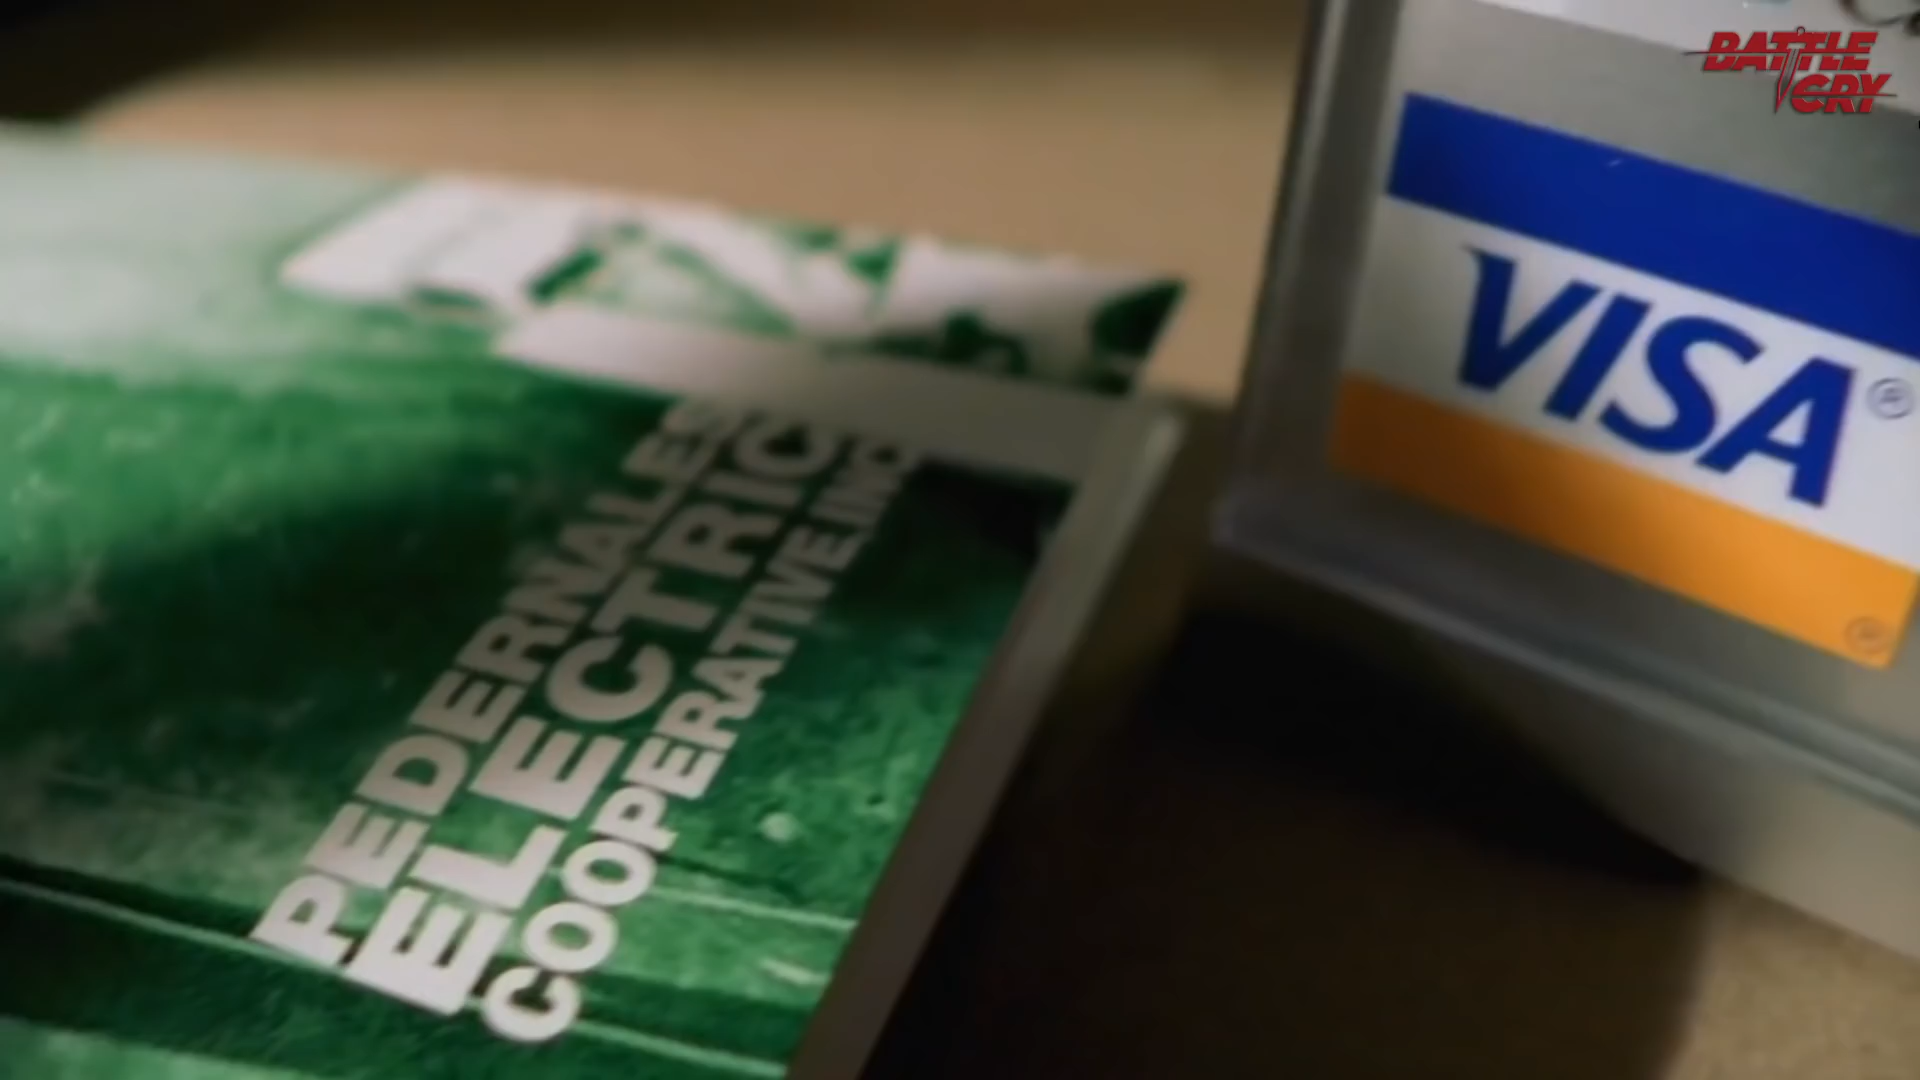 PEDERNALES
ELECTRIC
COOPERATIVE, INC
VISA®
®
BATTLE
CRY